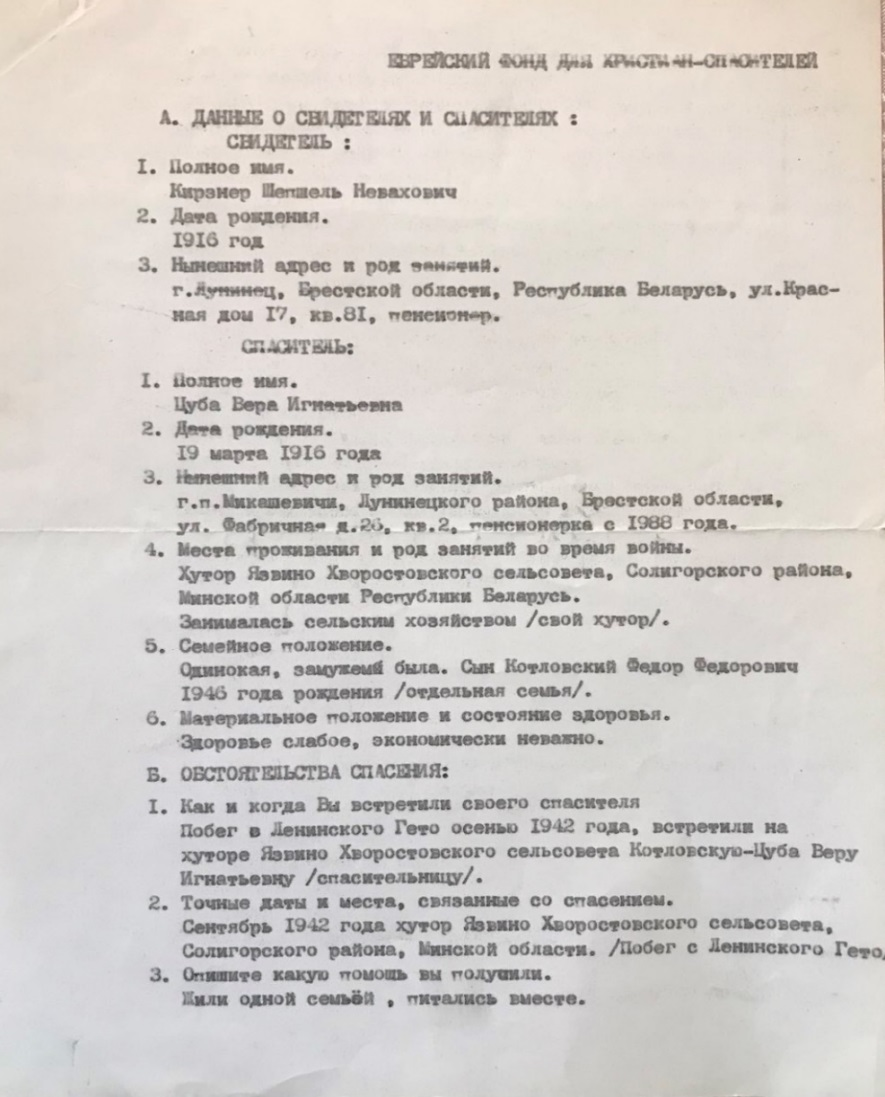 ЕВРЕЙСКИЙ ФОНД ДЛЯ ХРИСТИАН-СПАСИТЕЛЕЙ
А. ДАННЫЕ О СВИДЕТЕЛЯХ И СПАСИТЕЛЯХ :
СВИДЕТЕЛЬ :
I. Полное имя.
Кирзнер Шепшель Невахович
2. Дата рождения.
I9I6 год
3. Нынешний адрес и род занятий.
г.Лунинец, Брестской области, Республика Беларусь, ул.Крас-
ная дом I7, кв.8I, пенсионер.
СПАСИТЕЛЬ:
I. Полное имя.
Цуба Вера Игнатьевна
2. Дата рождения.
I9 марта I9I6 года
3. Нынешний адрес и род занятий.
г.п.Микашевичи, Лунинецкого района, Брестской области,
ул. Фабричная д.26, кв.2, пенсионерка с I988 года.
4. Места проживания и род занятий во время войны.
Хутор Язвино Хворостовского сельсовета, Солигорского района,
Минской области Республики Беларусь.
Занималась сельским хозяйством /свой хутор/.
5. Семейное положение.
Одинокая, замужем была. Сын Котловский Федор Федорович
I946 года рождения /отдельная семья/.
6. Материальное положение и состояние здоровья.
Здоровье слабое, экономически неважно.
Б. ОБСТОЯТЕЛЬСТВА СПАСЕНИЯ:
I. Как и когда Вы встретили своего спасителя
Побег в Ленинского Гето осенью I942 года, встретили на
хуторе Язвино Хворостовского сельсовета Котловскую-Цуба Веру
Игнатьевну /спасительницу/.
2. Точные даты и места, связанные со спасением.
Сентябрь I942 года хутор Язвино Хворостовского сельсовета,
Солигорского района, Минской области. /Побег с Ленинского Гето/
3. Опишите какую помощь вы получили.
Жили одной семьёй , питались вместе.